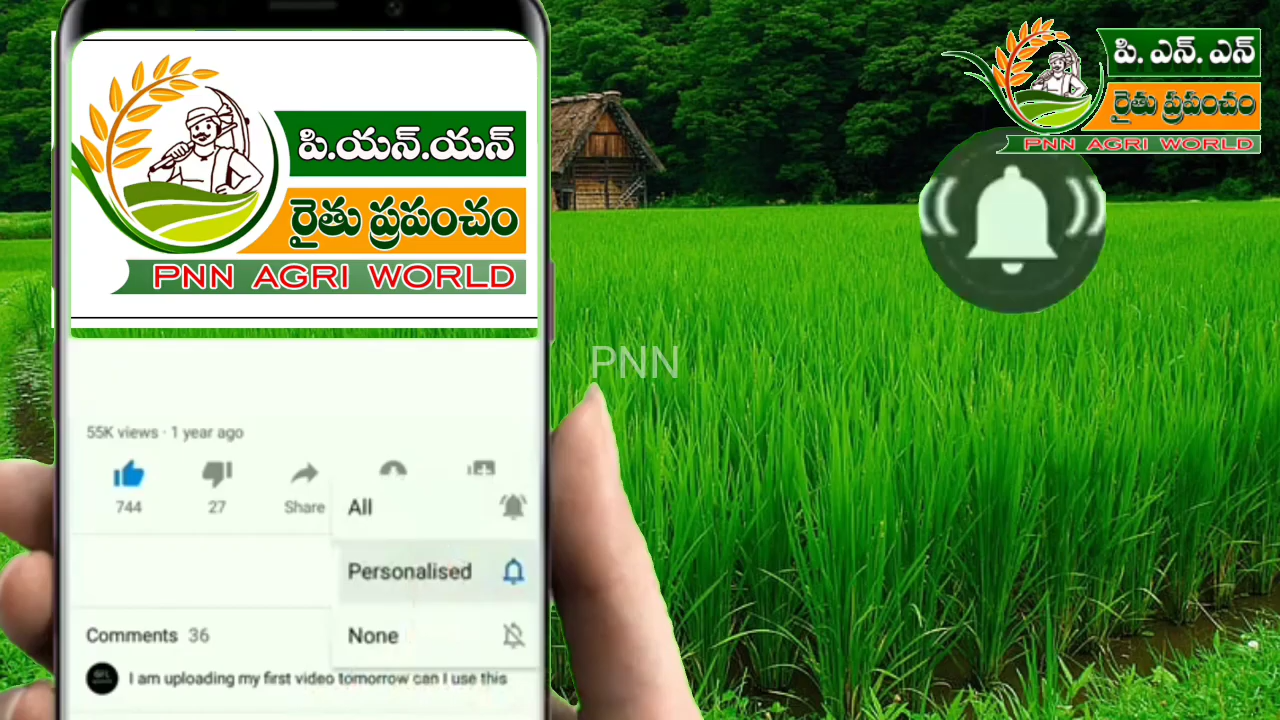 పి.యన్.యన్
రైతు ప్రపంచం
PNN AGRI WORLD
పి. ఎన్. ఎన్
రైతు ప్రపంచం
PNN AGRI WORLD
PNN
55K views · 1 year ago
744
27
Share
All
Personalised
None
Comments 36
I am uploading my first video tomorrow can I use this